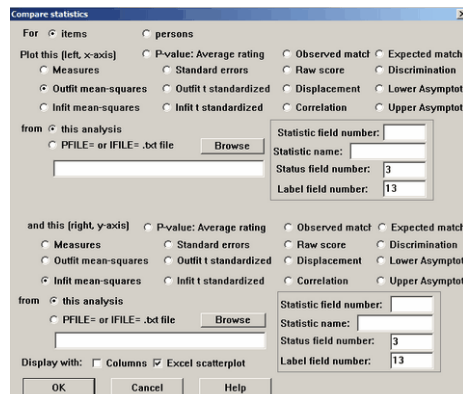 Compare statistics
For items persons
Plot this (left, x-axis) P-value: Average rating Observed match Expected match
Measures Standard errors Raw score Discrimination
Outfit mean-squares Outfit t standardized Displacement Lower Asymptot
Infit mean-squares Infit t standardized Correlation Upper Asymptot
from this analysis
PFILE= or IFILE= .txt file Browse
Statistic field number:
Statistic name:
Status field number: 3
Label field number: 13
and this (right, y-axis) P-value: Average rating Observed match Expected match
Measures Standard errors Raw score Discrimination
Outfit mean-squares Outfit t standardized Displacement Lower Asymptot
Infit mean-squares Infit t standardized Correlation Upper Asymptot
from this analysis
PFILE= or IFILE= .txt file Browse
Statistic field number:
Statistic name:
Status field number: 3
Label field number: 13
Display with: Columns Excel scatterplot
OK Cancel Help